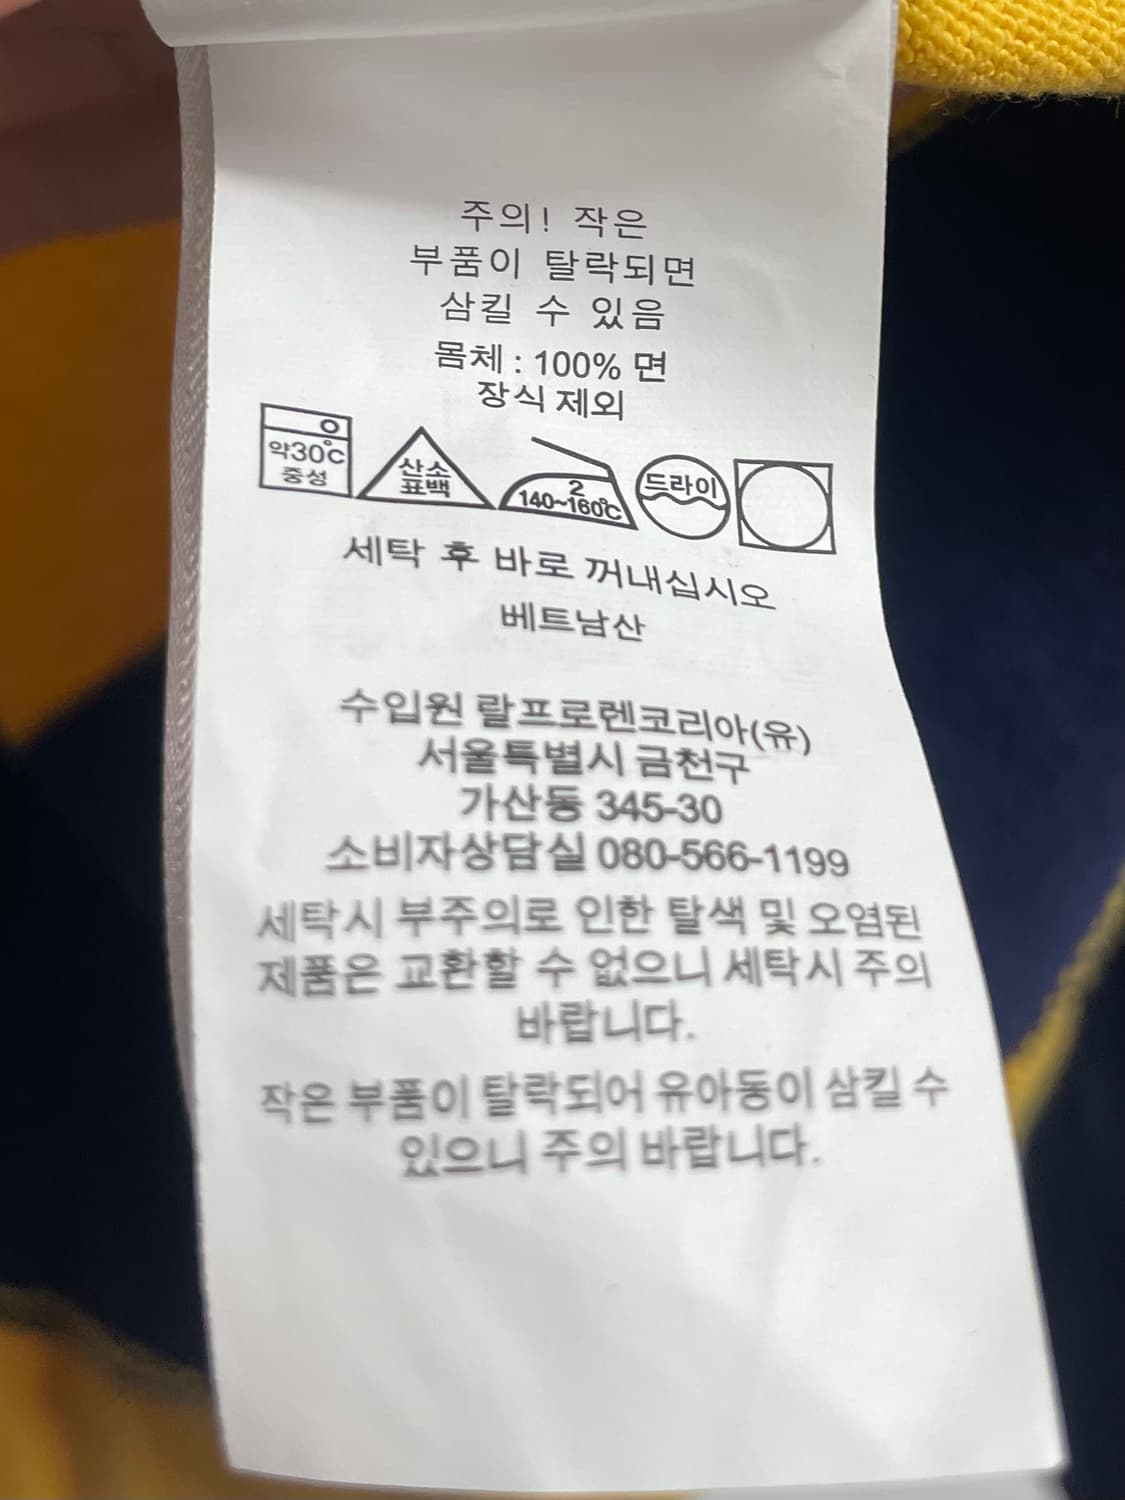 주의! 작은
부품이 탈락되면
삼킬 수 있음
몸체 : 100% 면
장식 제외
약30℃
중성
산소
표백
2
140~160℃
드라이
세탁 후 바로 꺼내십시오
베트남산
수입원 랄프로렌코리아(유)
서울특별시 금천구
가산동 345-30
소비자상담실 080-566-1199
세탁시 부주의로 인한 탈색 및 오염된
제품은 교환할 수 없으니 세탁시 주의
바랍니다.
작은 부품이 탈락되어 유아동이 삼킬 수
있으니 주의 바랍니다.